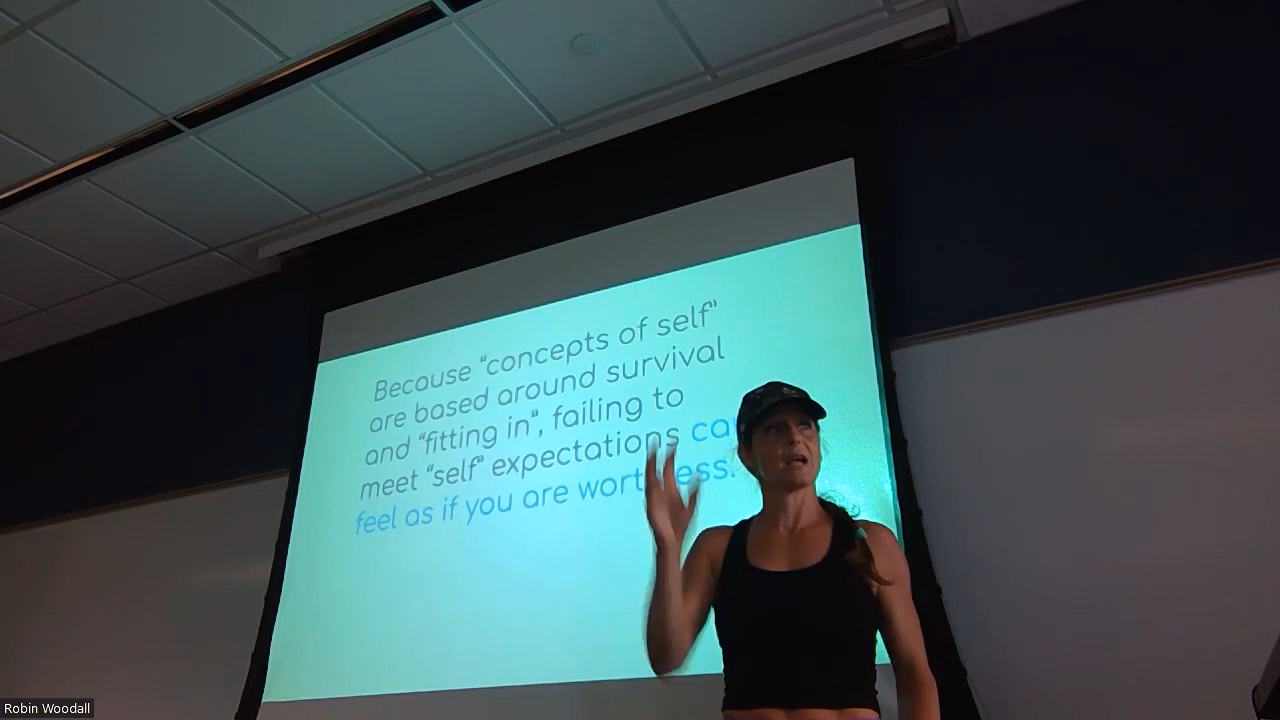 Because “concepts of self”
are based around survival
and “fitting in”, failing to
meet “self” expectations
feel as if you are
Robin Woodall